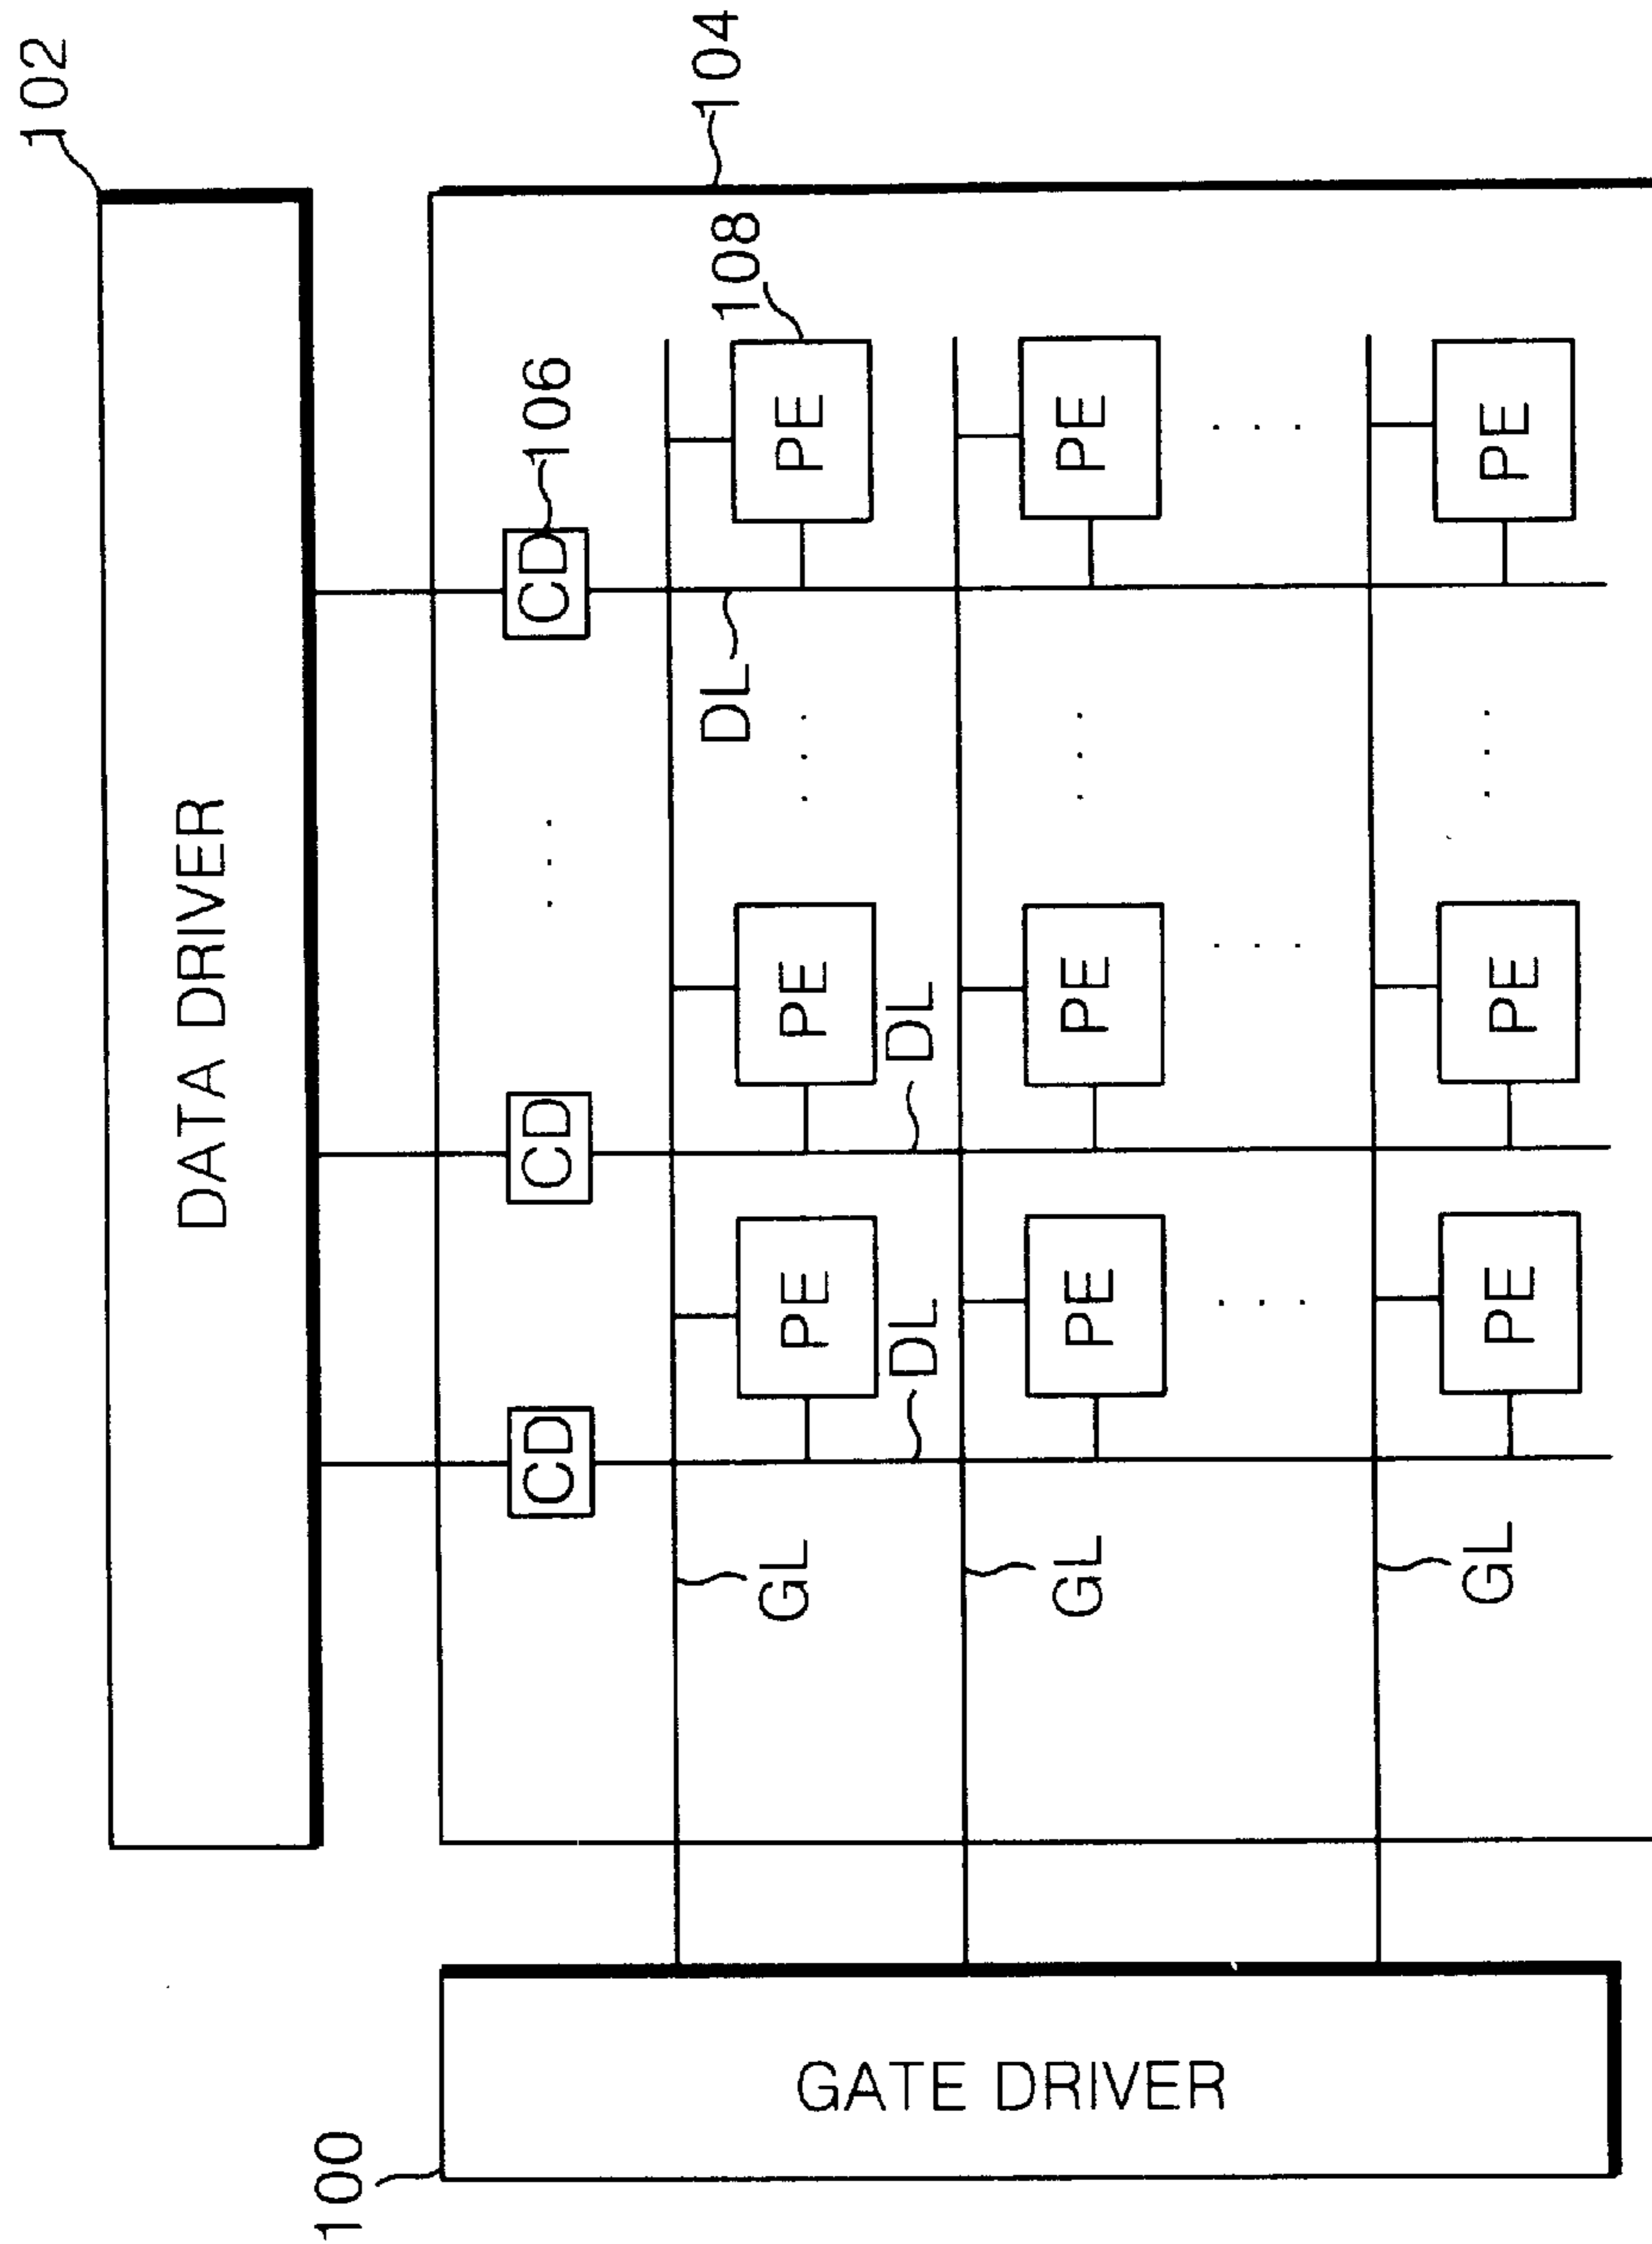 102
DATA DRIVER
100
CD CD CD 106
104
DL 108
GL PE PE PE
DL DL
GATE DRIVER
GL PE PE PE
GL PE PE PE